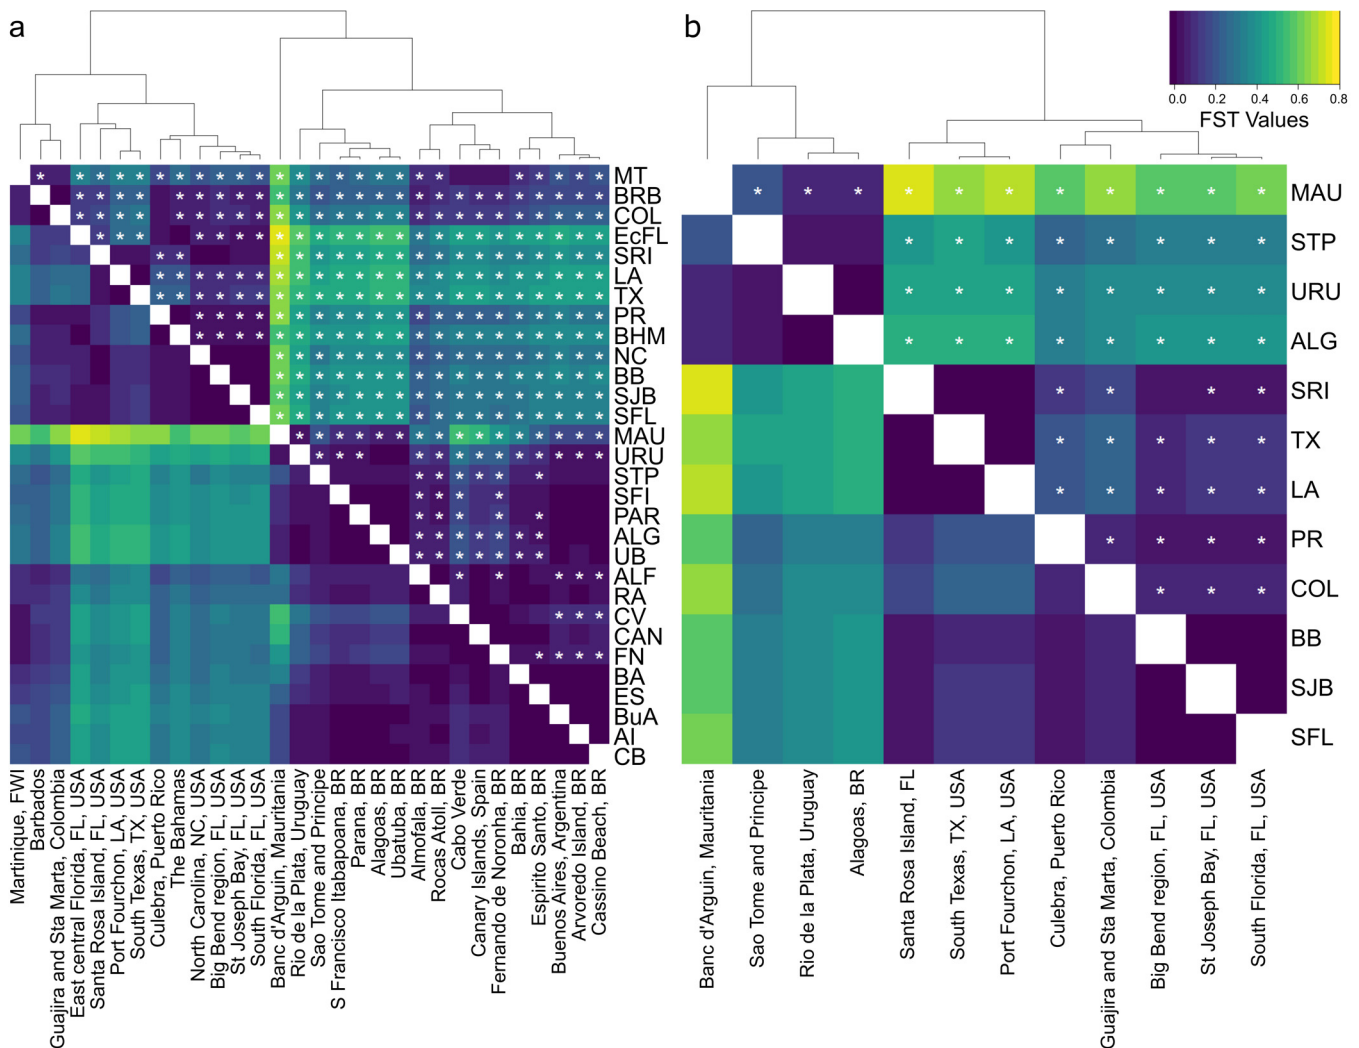 a
b
0.0 0.2 0.4 0.6 0.8
FST Values
MT
BRB
COL
EcFL
SRI
LA
TX
PR
BHM
NC
BB
SJB
SFL
MAU
URU
STP
SFI
PAR
ALG
UB
ALF
RA
CV
CAN
FN
BA
ES
BuA
AI
CB
Martinique, FWI
Barbados
Guajira and Sta Marta, Colombia
East central Florida, FL, USA
Santa Rosa Island, FL, USA
Port Fourchon, LA, USA
South Texas, TX, USA
Culebra, Puerto Rico
The Bahamas
North Carolina, NC, USA
Big Bend region, FL, USA
St Joseph Bay, FL, USA
South Florida, FL, USA
Banc d'Arguin, Mauritania
Rio de la Plata, Uruguay
Sao Tome and Principe
S Francisco Itabapoana, BR
Parana, BR
Alagoas, BR
Ubatuba, BR
Almofala, BR
Rocas Atoll, BR
Cabo Verde
Canary Islands, Spain
Fernando de Noronha, BR
Bahia, BR
Espirito Santo, BR
Buenos Aires, Argentina
Arvoredo Island, BR
Cassino Beach, BR
MAU
STP
URU
ALG
SRI
TX
LA
PR
COL
BB
SJB
SFL
Banc d'Arguin, Mauritania
Sao Tome and Principe
Rio de la Plata, Uruguay
Alagoas, BR
Santa Rosa Island, FL
South Texas, TX, USA
Port Fourchon, LA, USA
Culebra, Puerto Rico
Guajira and Sta Marta, Colombia
Big Bend region, FL, USA
St Joseph Bay, FL, USA
South Florida, FL, USA